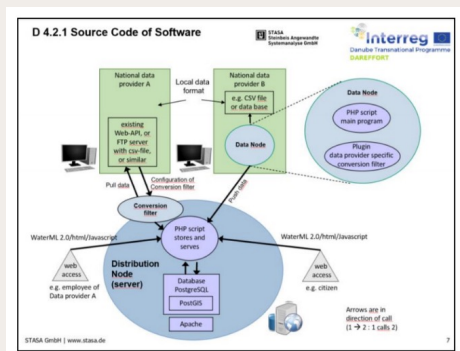 D 4.2.1 Source Code of Software
STASA
Steinbeis Angewandte
Systemanalyse GmbH
Interreg
Danube Transnational Programme
DAREFFORT
National data
provider A
Local data
format
National data
provider B
e.g. CSV file
or data base
Data Node
Data Node
PHP script
main program
Plugin
data provider specific
conversion filter
existing
Web-API, or
FTP server
with csv-file,
or similar
Pull data
Configuration of
Conversion filter
Push data
Conversion
filter
WaterML 2.0/html/Javascript
PHP script
stores and
serves
WaterML 2.0/html/Javascript
web
access
e.g. employee of
Data provider A
Distribution
Node
(server)
Database
PostgreSQL
PostGIS
Apache
web
access
e.g. citizen
Arrows are in
direction of call
(1 → 2 : 1 calls 2)
STASA GmbH | www.stasa.de
7